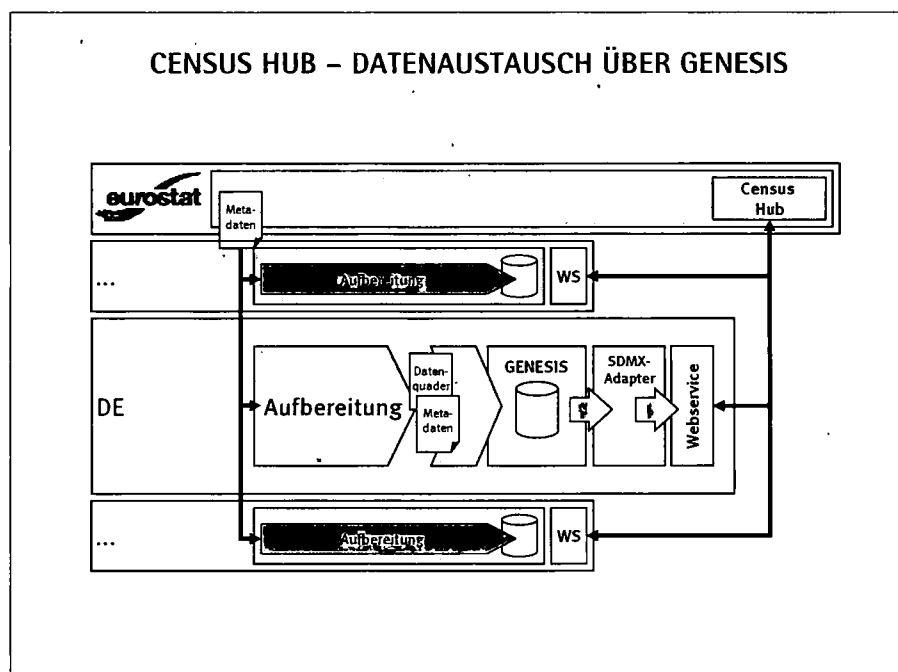 CENSUS HUB – DATENAUSTAUSCH ÜBER GENESIS
eurostat
Meta-
daten
Census
Hub
...
Aufbereitung
WS
DE
Aufbereitung
Daten-
quader
Meta-
daten
GENESIS
SDMX-
Adapter
Webservice
...
Aufbereitung
WS